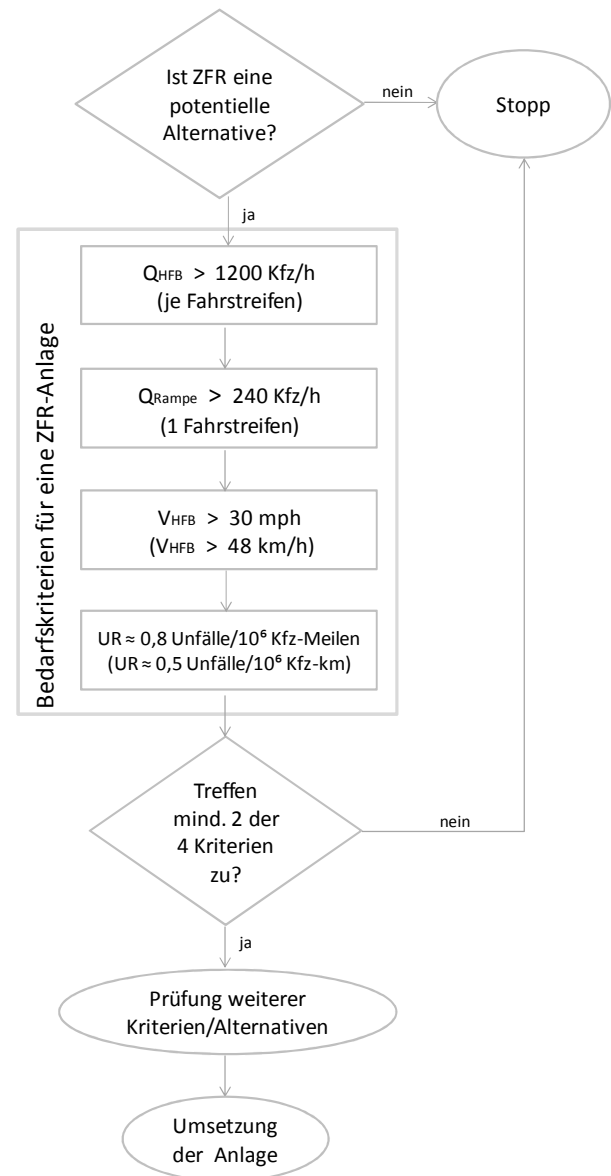 Ist ZFR eine
potentielle
Alternative?
nein
Stopp
ja
Bedarfskriterien für eine ZFR-Anlage
QHFB > 1200 Kfz/h
(je Fahrstreifen)
QRampe > 240 Kfz/h
(1 Fahrstreifen)
VHFB > 30 mph
(VHFB > 48 km/h)
UR ≈ 0,8 Unfälle/10⁶ Kfz-Meilen
(UR ≈ 0,5 Unfälle/10⁶ Kfz-km)
Treffen
mind. 2 der
4 Kriterien
zu?
nein
ja
Prüfung weiterer
Kriterien/Alternativen
Umsetzung
der Anlage